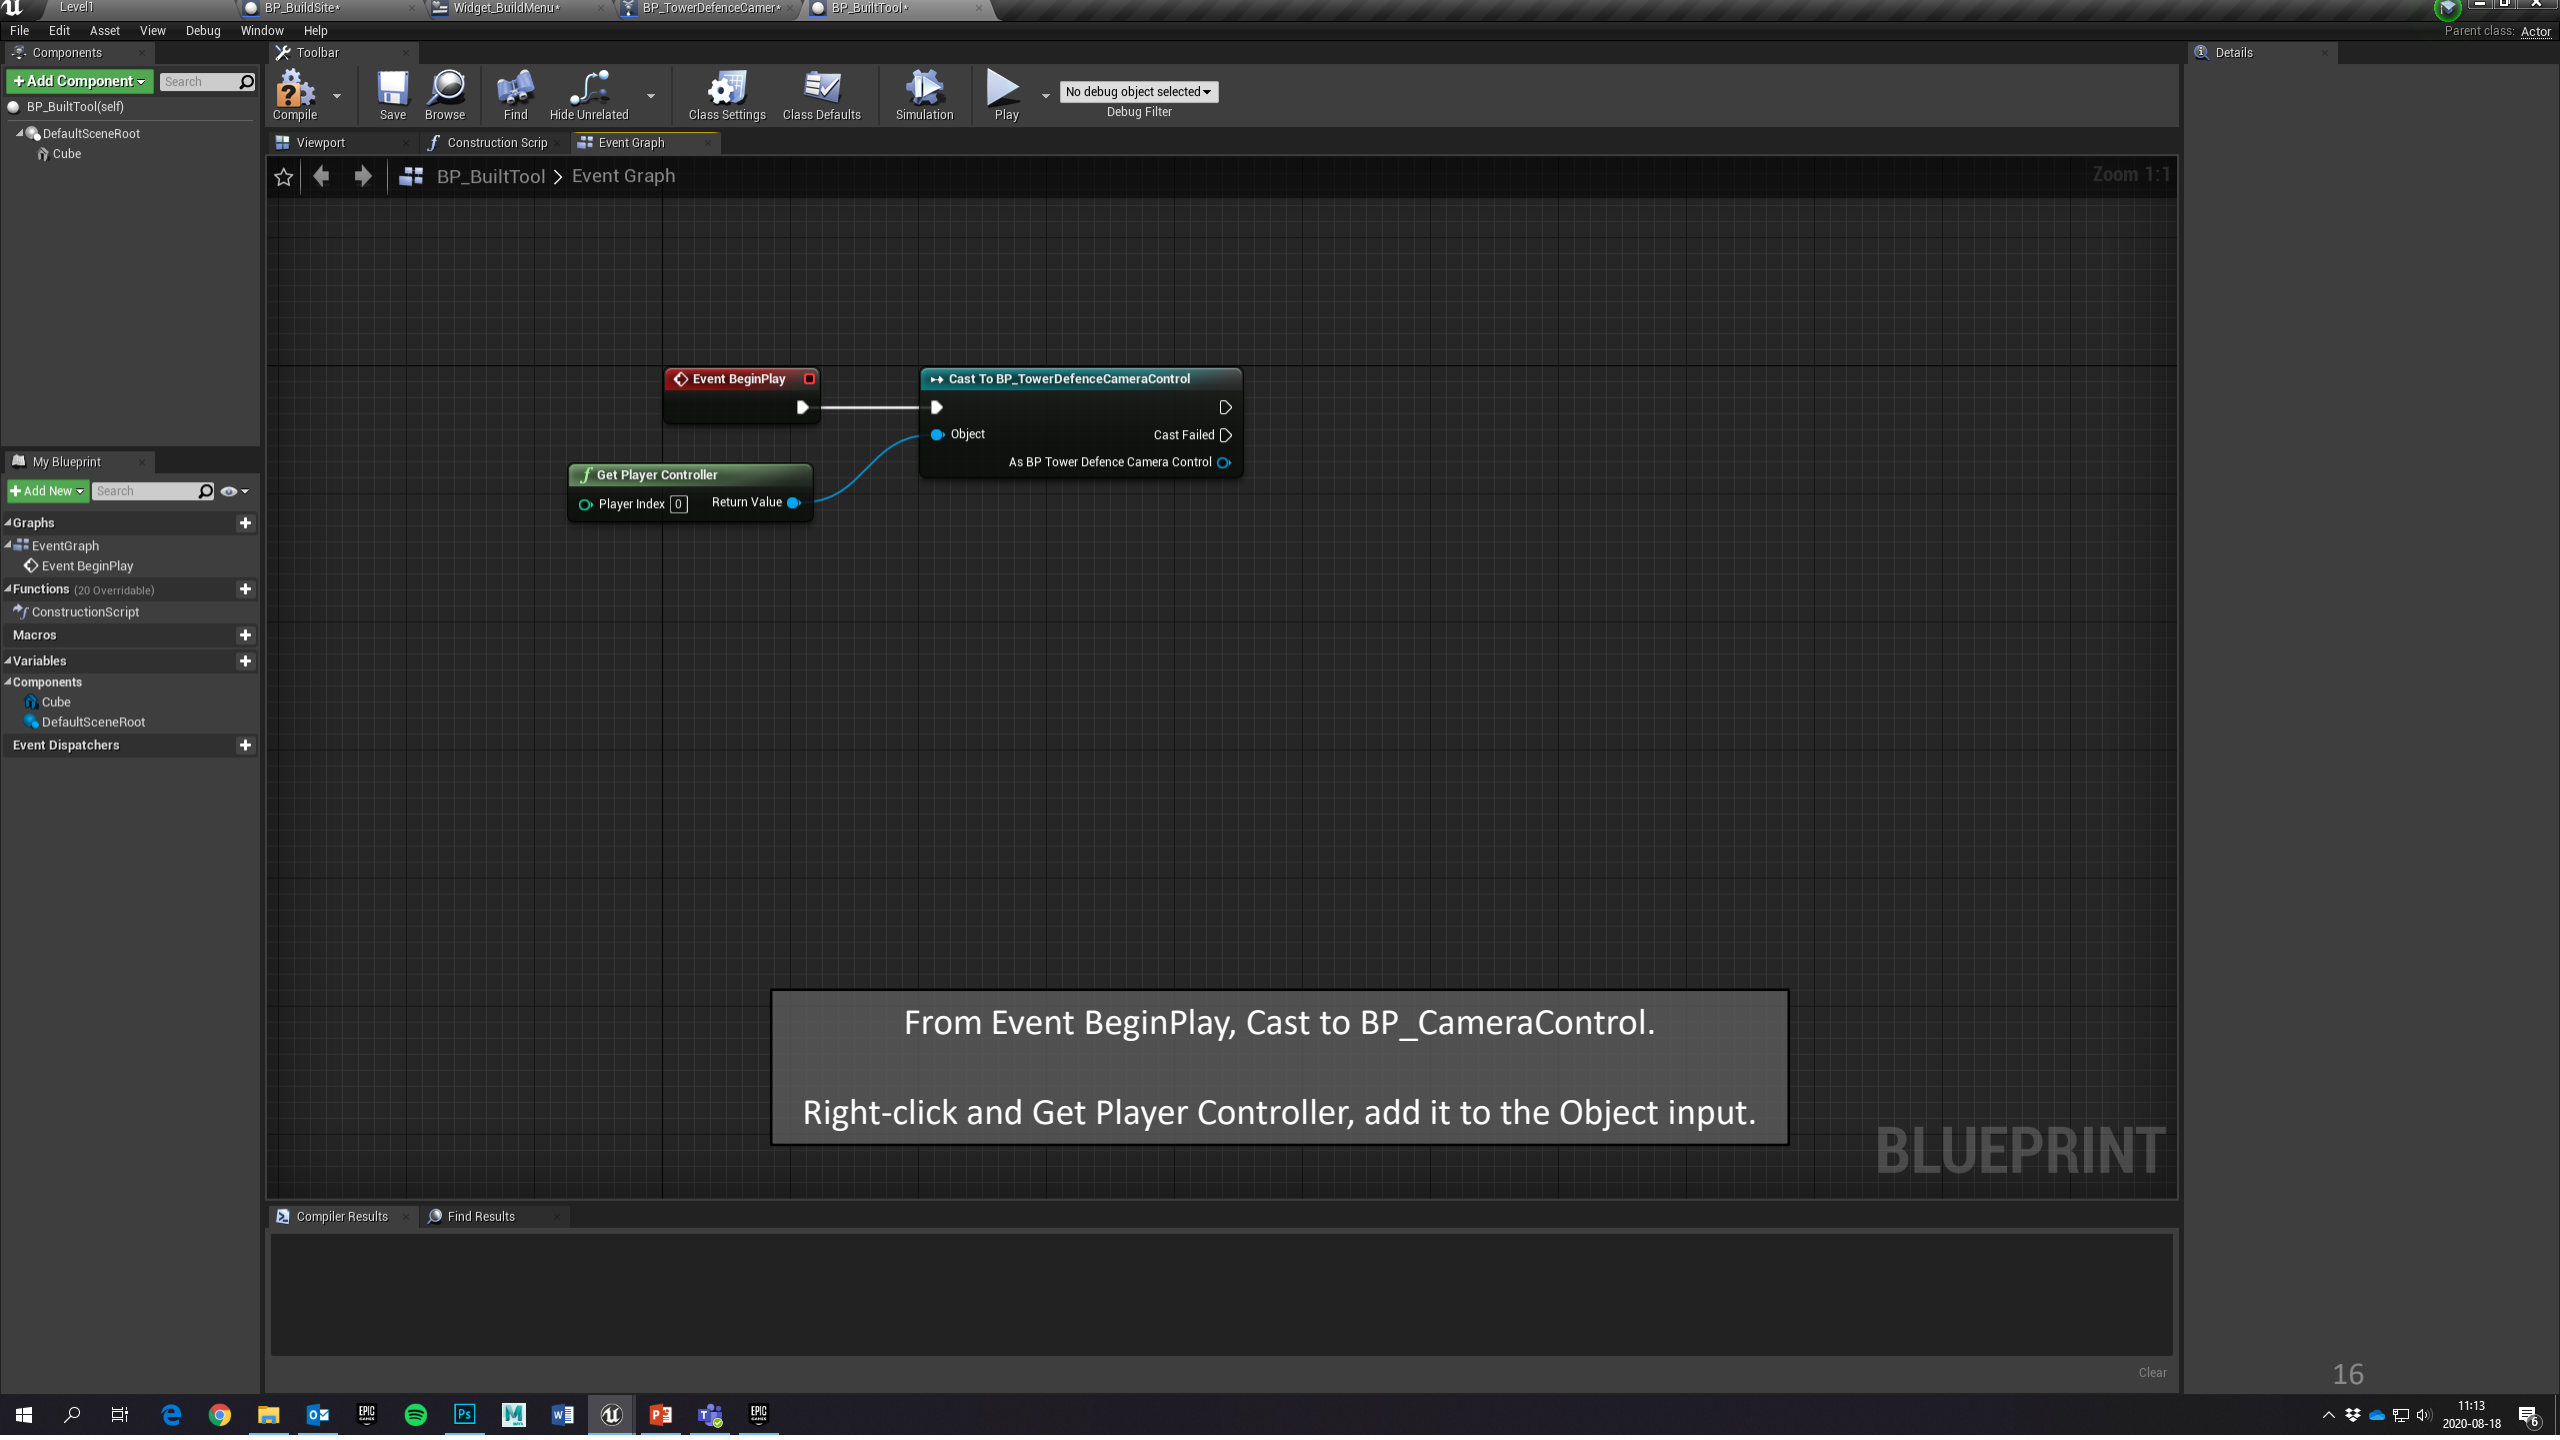 Level1
BP_BuildSite*
Widget_BuildMenu*
BP_TowerDefenceCamer*
BP_BuiltTool*
File Edit Asset View Debug Window Help
Parent class: Actor
Components
Toolbar
Details
+Add Component
Search
BP_BuiltTool(self)
DefaultSceneRoot
Cube
Compile
Save
Browse
Find
Hide Unrelated
Class Settings
Class Defaults
Simulation
Play
No debug object selected
Debug Filter
Viewport
Construction Scrip
Event Graph
BP_BuiltTool > Event Graph
Zoom 1:1
Event BeginPlay
Cast To BP_TowerDefenceCameraControl
Object
Cast Failed
As BP Tower Defence Camera Control
Get Player Controller
Player Index 0
Return Value
My Blueprint
+Add New
Search
Graphs
EventGraph
Event BeginPlay
Functions (20 Overridable)
ConstructionScript
Macros
Variables
Components
Cube
DefaultSceneRoot
Event Dispatchers
From Event BeginPlay, Cast to BP_CameraControl.
Right-click and Get Player Controller, add it to the Object input.
BLUEPRINT
Compiler Results
Find Results
Clear
16
EPIC GAMES
Ps
EPIC GAMES
11:13
2020-08-18
6